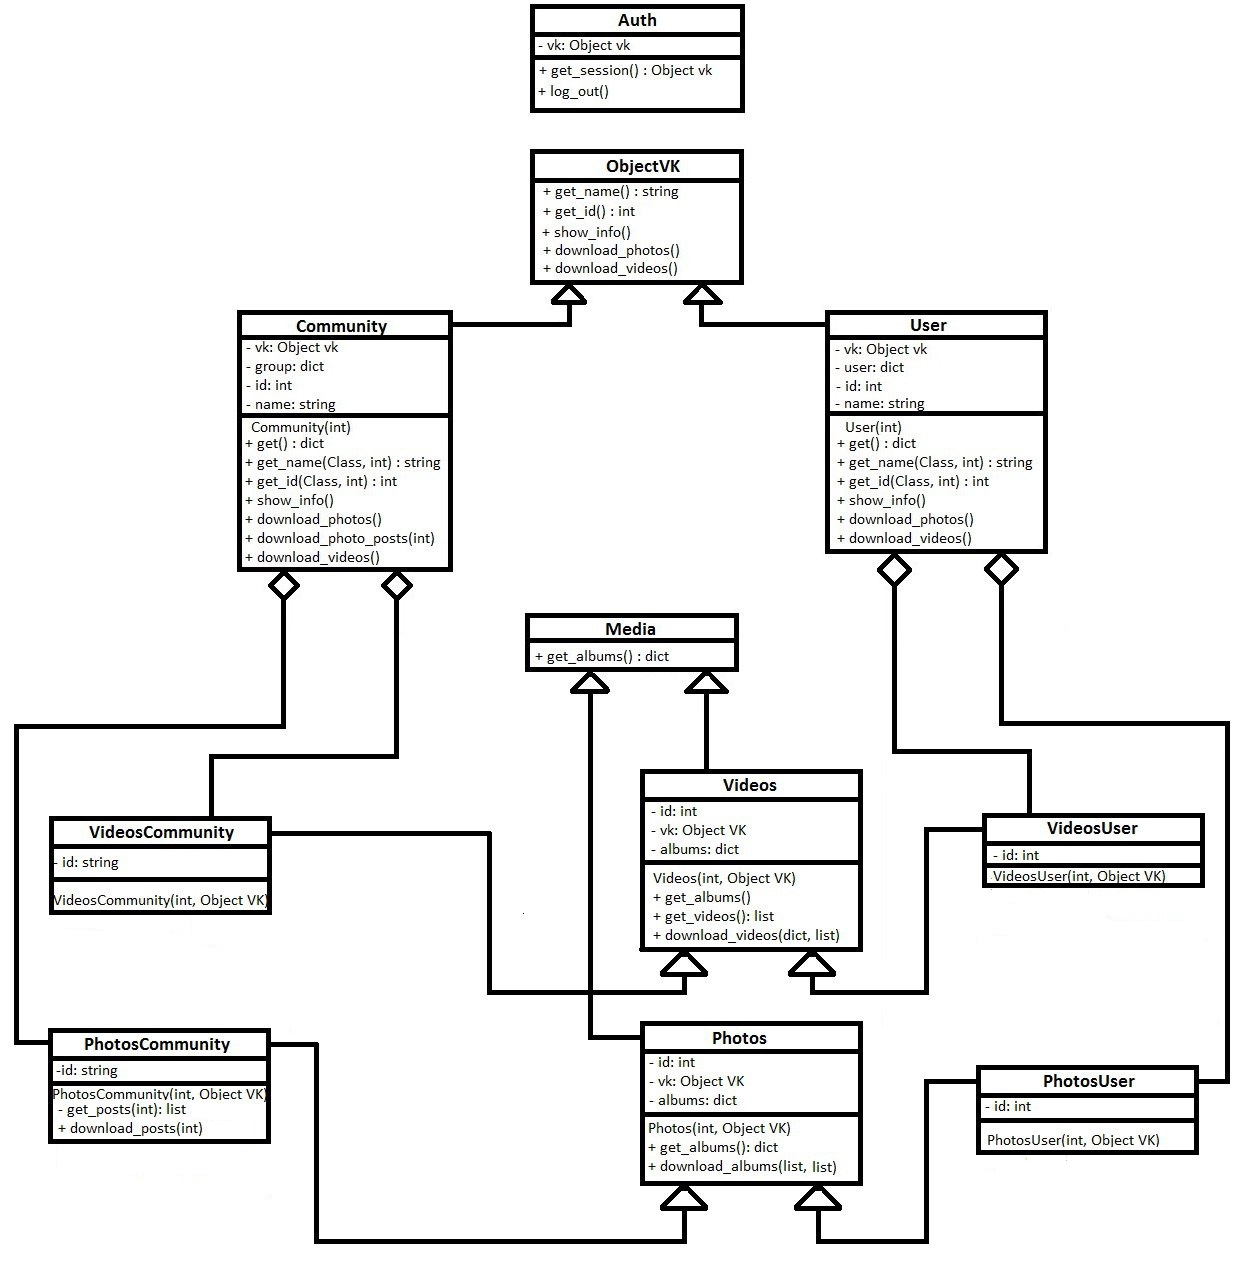 Auth
- vk: Object vk
+ get_session() : Object vk
+ log_out()
ObjectVK
+ get_name() : string
+ get_id() : int
+ show_info()
+ download_photos()
+ download_videos()
Community
- vk: Object vk
- group: dict
- id: int
- name: string
Community(int)
+ get() : dict
+ get_name(Class, int) : string
+ get_id(Class, int) : int
+ show_info()
+ download_photos()
+ download_photo_posts(int)
+ download_videos()
User
- vk: Object vk
- user: dict
- id: int
- name: string
User(int)
+ get() : dict
+ get_name(Class, int) : string
+ get_id(Class, int) : int
+ show_info()
+ download_photos()
+ download_videos()
Media
+ get_albums() : dict
Videos
- id: int
- vk: Object VK
- albums: dict
Videos(int, Object VK)
+ get_albums()
+ get_videos(): list
+ download_videos(dict, list)
VideosCommunity
- id: string
VideosCommunity(int, Object VK)
VideosUser
- id: int
VideosUser(int, Object VK)
PhotosCommunity
-id: string
PhotosCommunity(int, Object VK)
- get_posts(int): list
+ download_posts(int)
Photos
- id: int
- vk: Object VK
- albums: dict
Photos(int, Object VK)
+ get_albums(): dict
+ download_albums(list, list)
PhotosUser
- id: int
PhotosUser(int, Object VK)